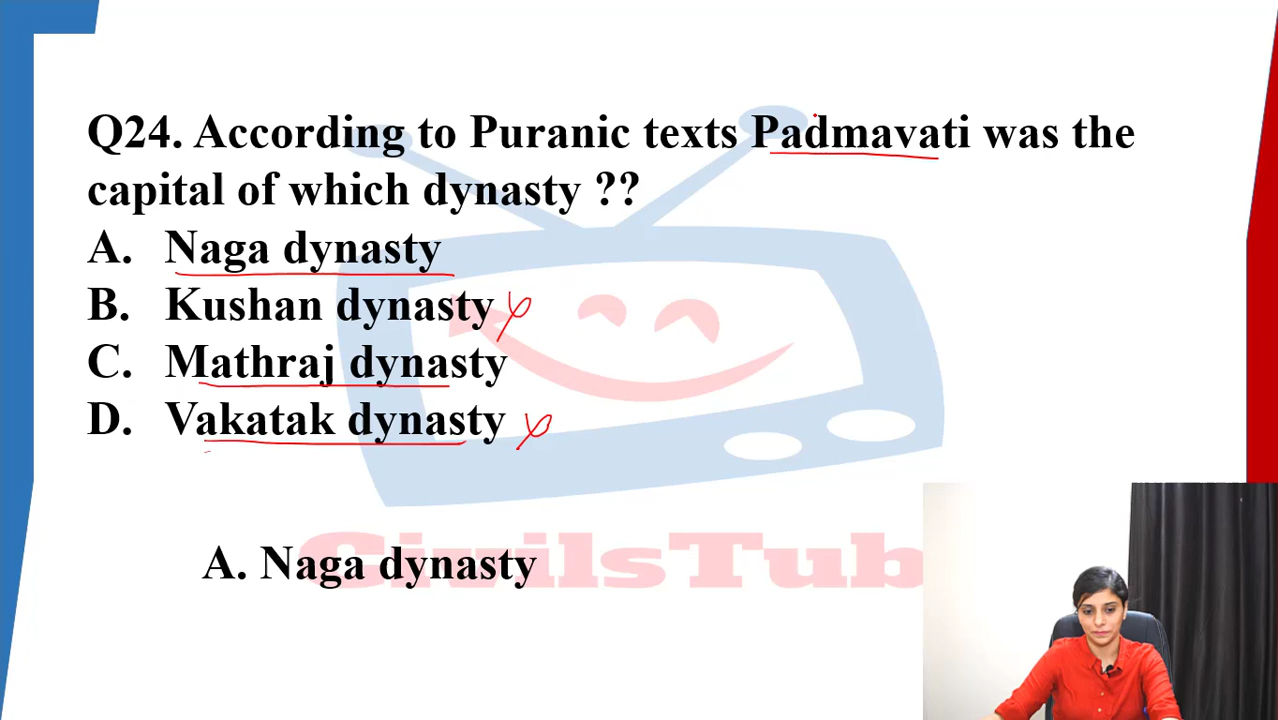 Q24. According to Puranic texts Padmavati was the
capital of which dynasty ??
A. Naga dynasty
B. Kushan dynasty
C. Mathraj dynasty
D. Vakatak dynasty
A. Naga dynasty
CivilsTub